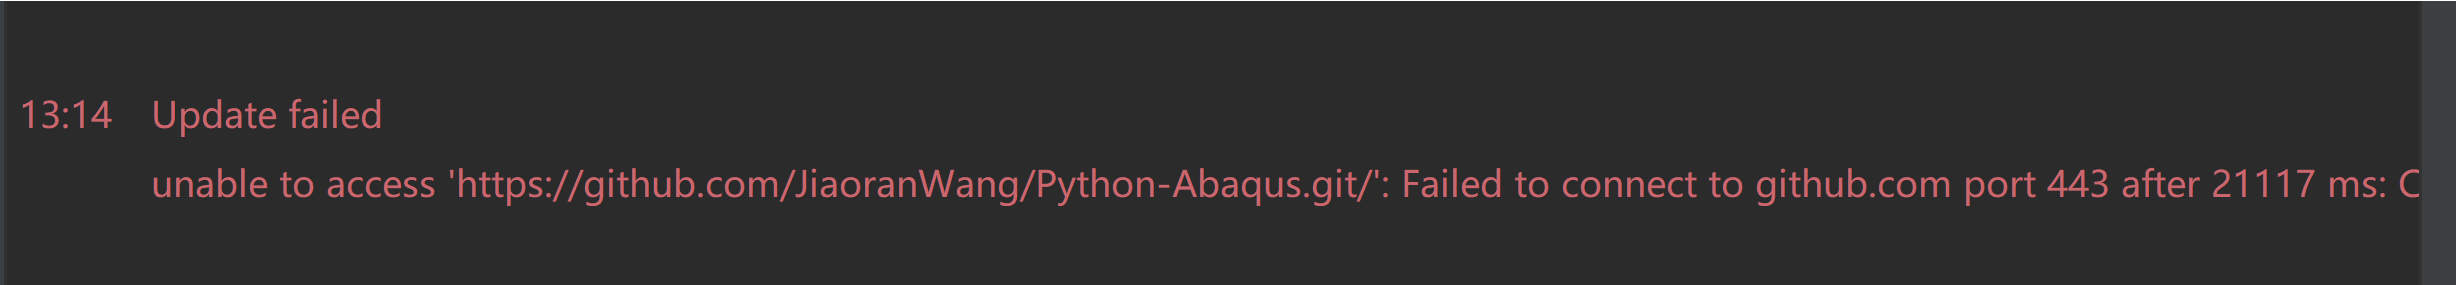 13:14 Update failed
unable to access 'https://github.com/JiaoranWang/Python-Abaqus.git/': Failed to connect to github.com port 443 after 21117 ms: C